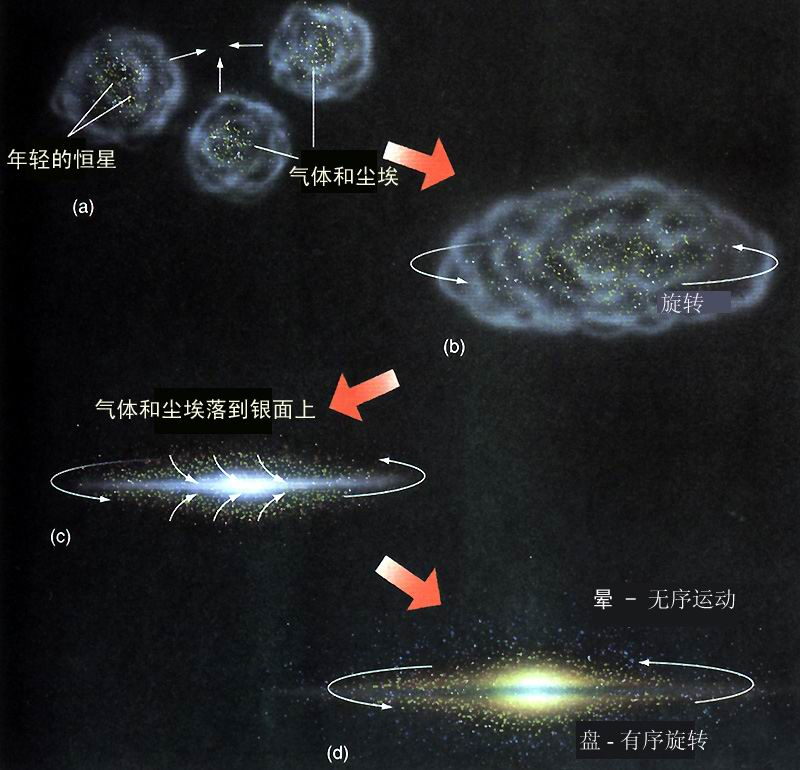 年轻的恒星
气体和尘埃
(a)
旋转
(b)
气体和尘埃落到银面上
(c)
晕 - 无序运动
盘 - 有序旋转
(d)